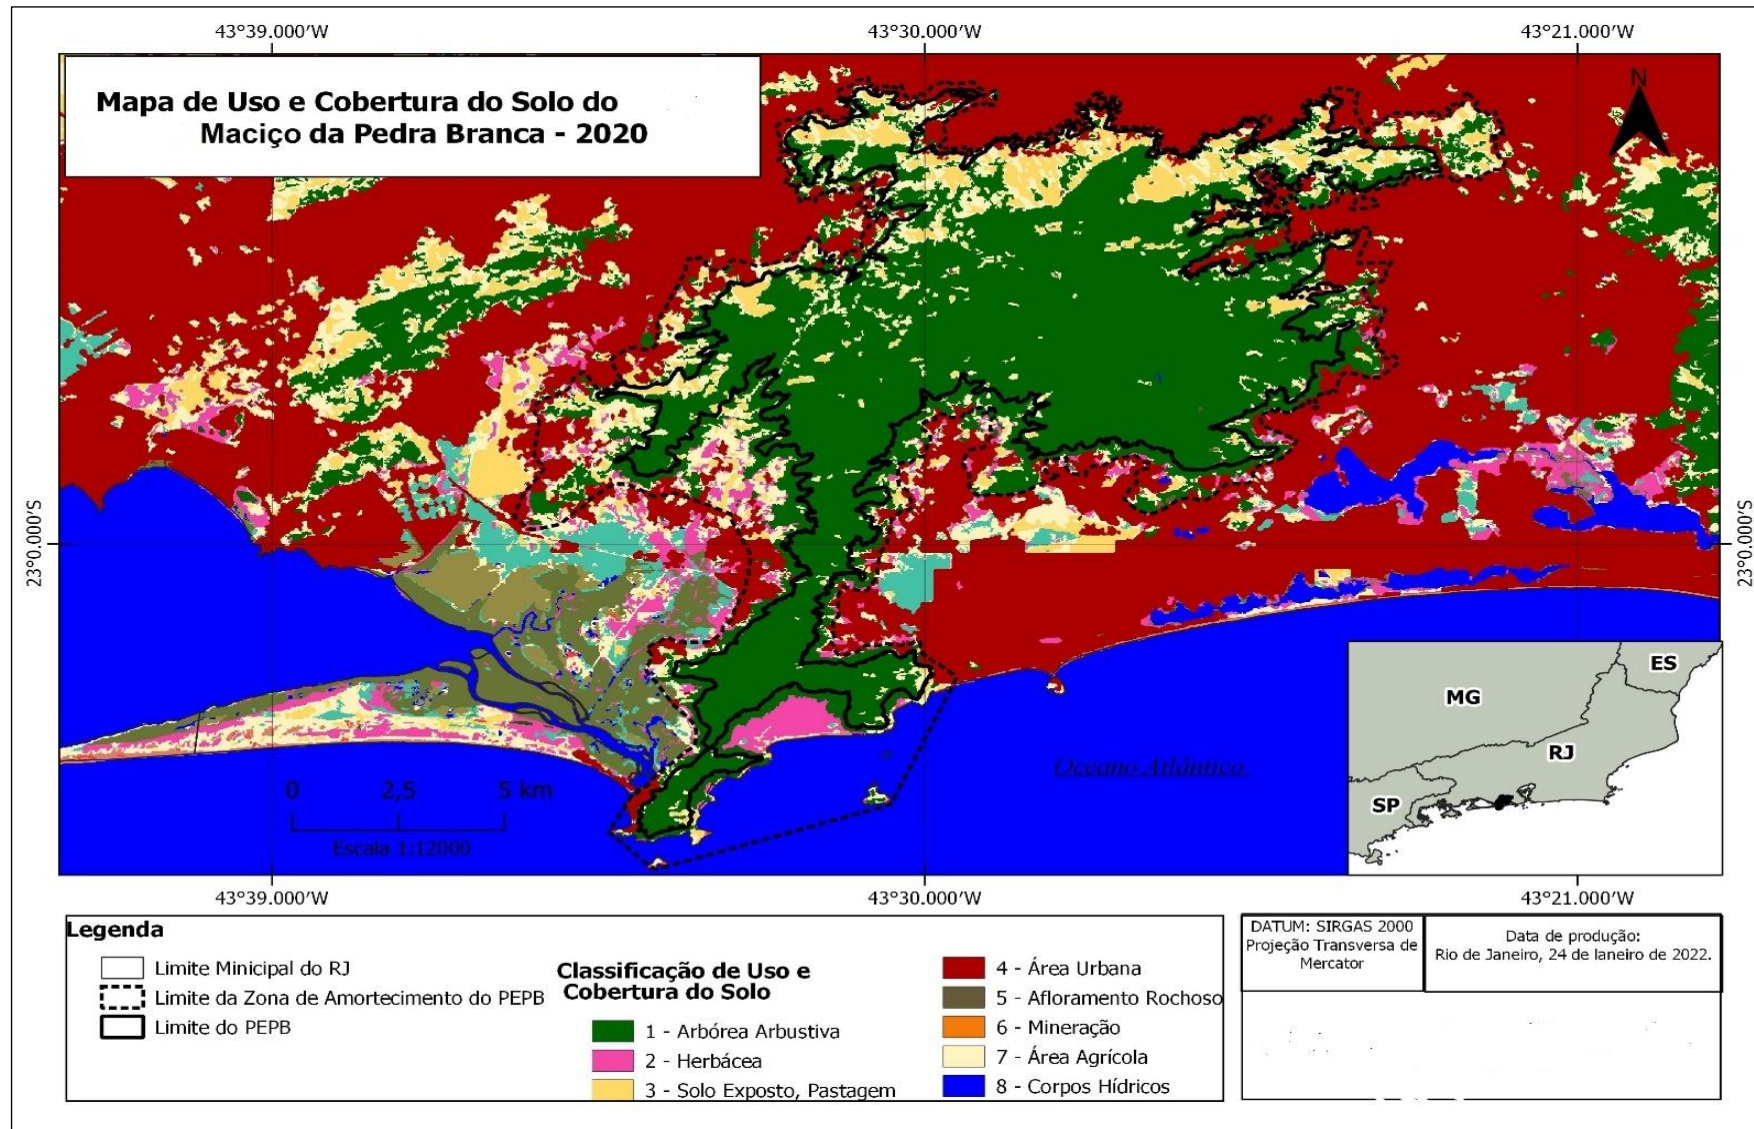 43°39.000′W
43°30.000′W
43°21.000′W
Mapa de Uso e Cobertura do Solo do
Maciço da Pedra Branca - 2020
N
23°0.000′S
23°0.000′S
Oceano Atlântico
0 2,5 5 km
Escala 1:12000
ES
MG
RJ
SP
43°39.000′W
43°30.000′W
43°21.000′W
Legenda
Limite Minicipal do RJ
Limite da Zona de Amortecimento do PEPB
Limite do PEPB
Classificação de Uso e
Cobertura do Solo
1 - Arbórea Arbustiva
2 - Herbácea
3 - Solo Exposto, Pastagem
4 - Área Urbana
5 - Afloramento Rochoso
6 - Mineração
7 - Área Agrícola
8 - Corpos Hídricos
DATUM: SIRGAS 2000
Projeção Transversa de
Mercator
Data de produção:
Rio de Janeiro, 24 de Ianeiro de 2022.